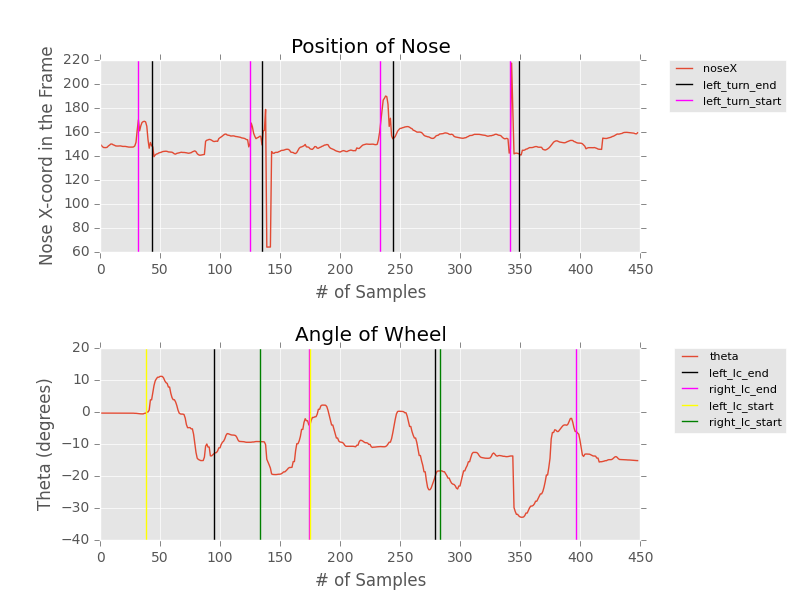 Position of Nose
Nose X-coord in the Frame
220
200
180
160
140
120
100
80
60
0 50 100 150 200 250 300 350 400 450
# of Samples
noseX
left_turn_end
left_turn_start
Angle of Wheel
Theta (degrees)
20
10
0
−10
−20
−30
−40
0 50 100 150 200 250 300 350 400 450
# of Samples
theta
left_lc_end
right_lc_end
left_lc_start
right_lc_start